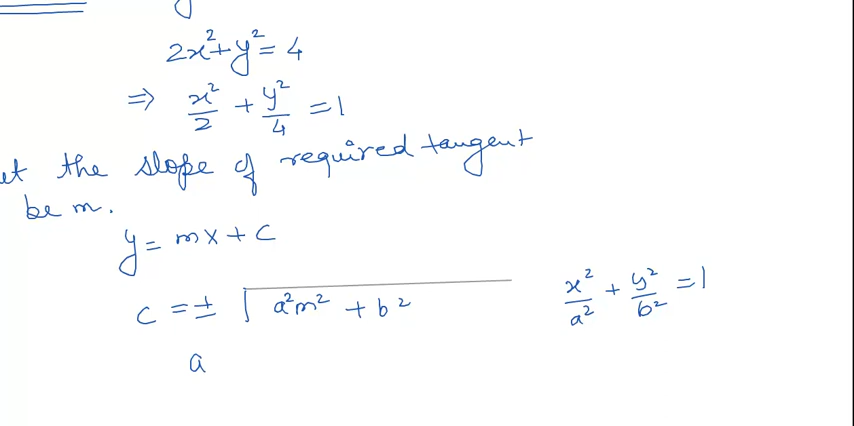 2x² + y² = 4
⇒ x²/2 + y²/4 = 1
et the slope of required tangent
be m.
y = mx + c
c = ± √(a²m² + b²)
x²/a² + y²/b² = 1
a